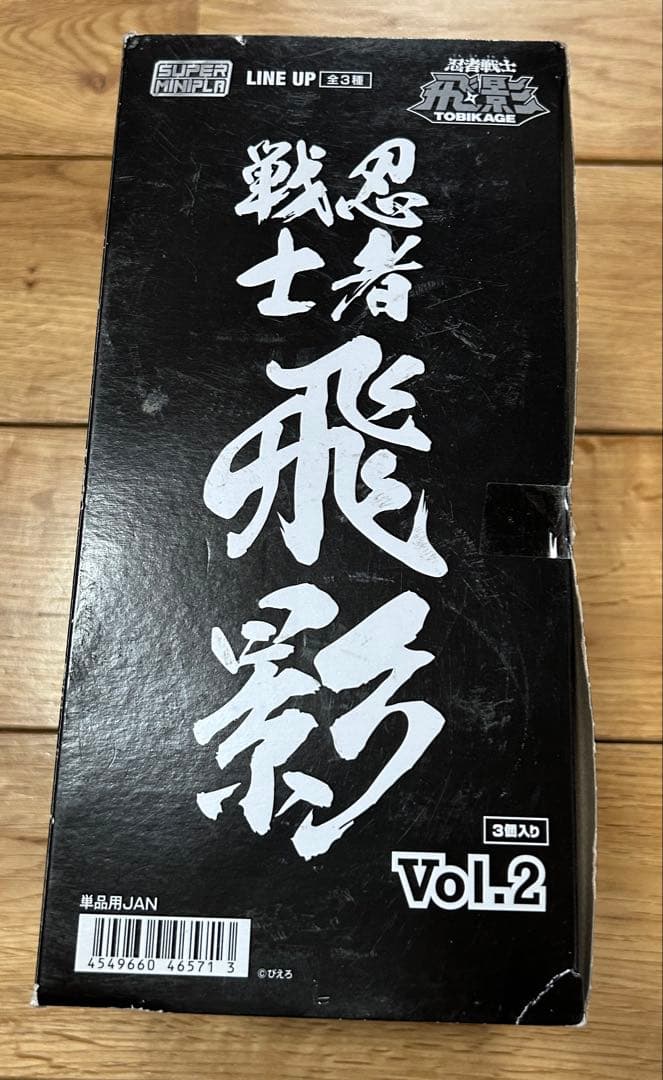 SUPER
MINIPLA
LINE UP 全3種
忍者戦士
飛影
TOBIKAGE
忍者
戦士
飛影
3個入り
Vol.2
単品用JAN
4549660 46571 3
©ぴえろ